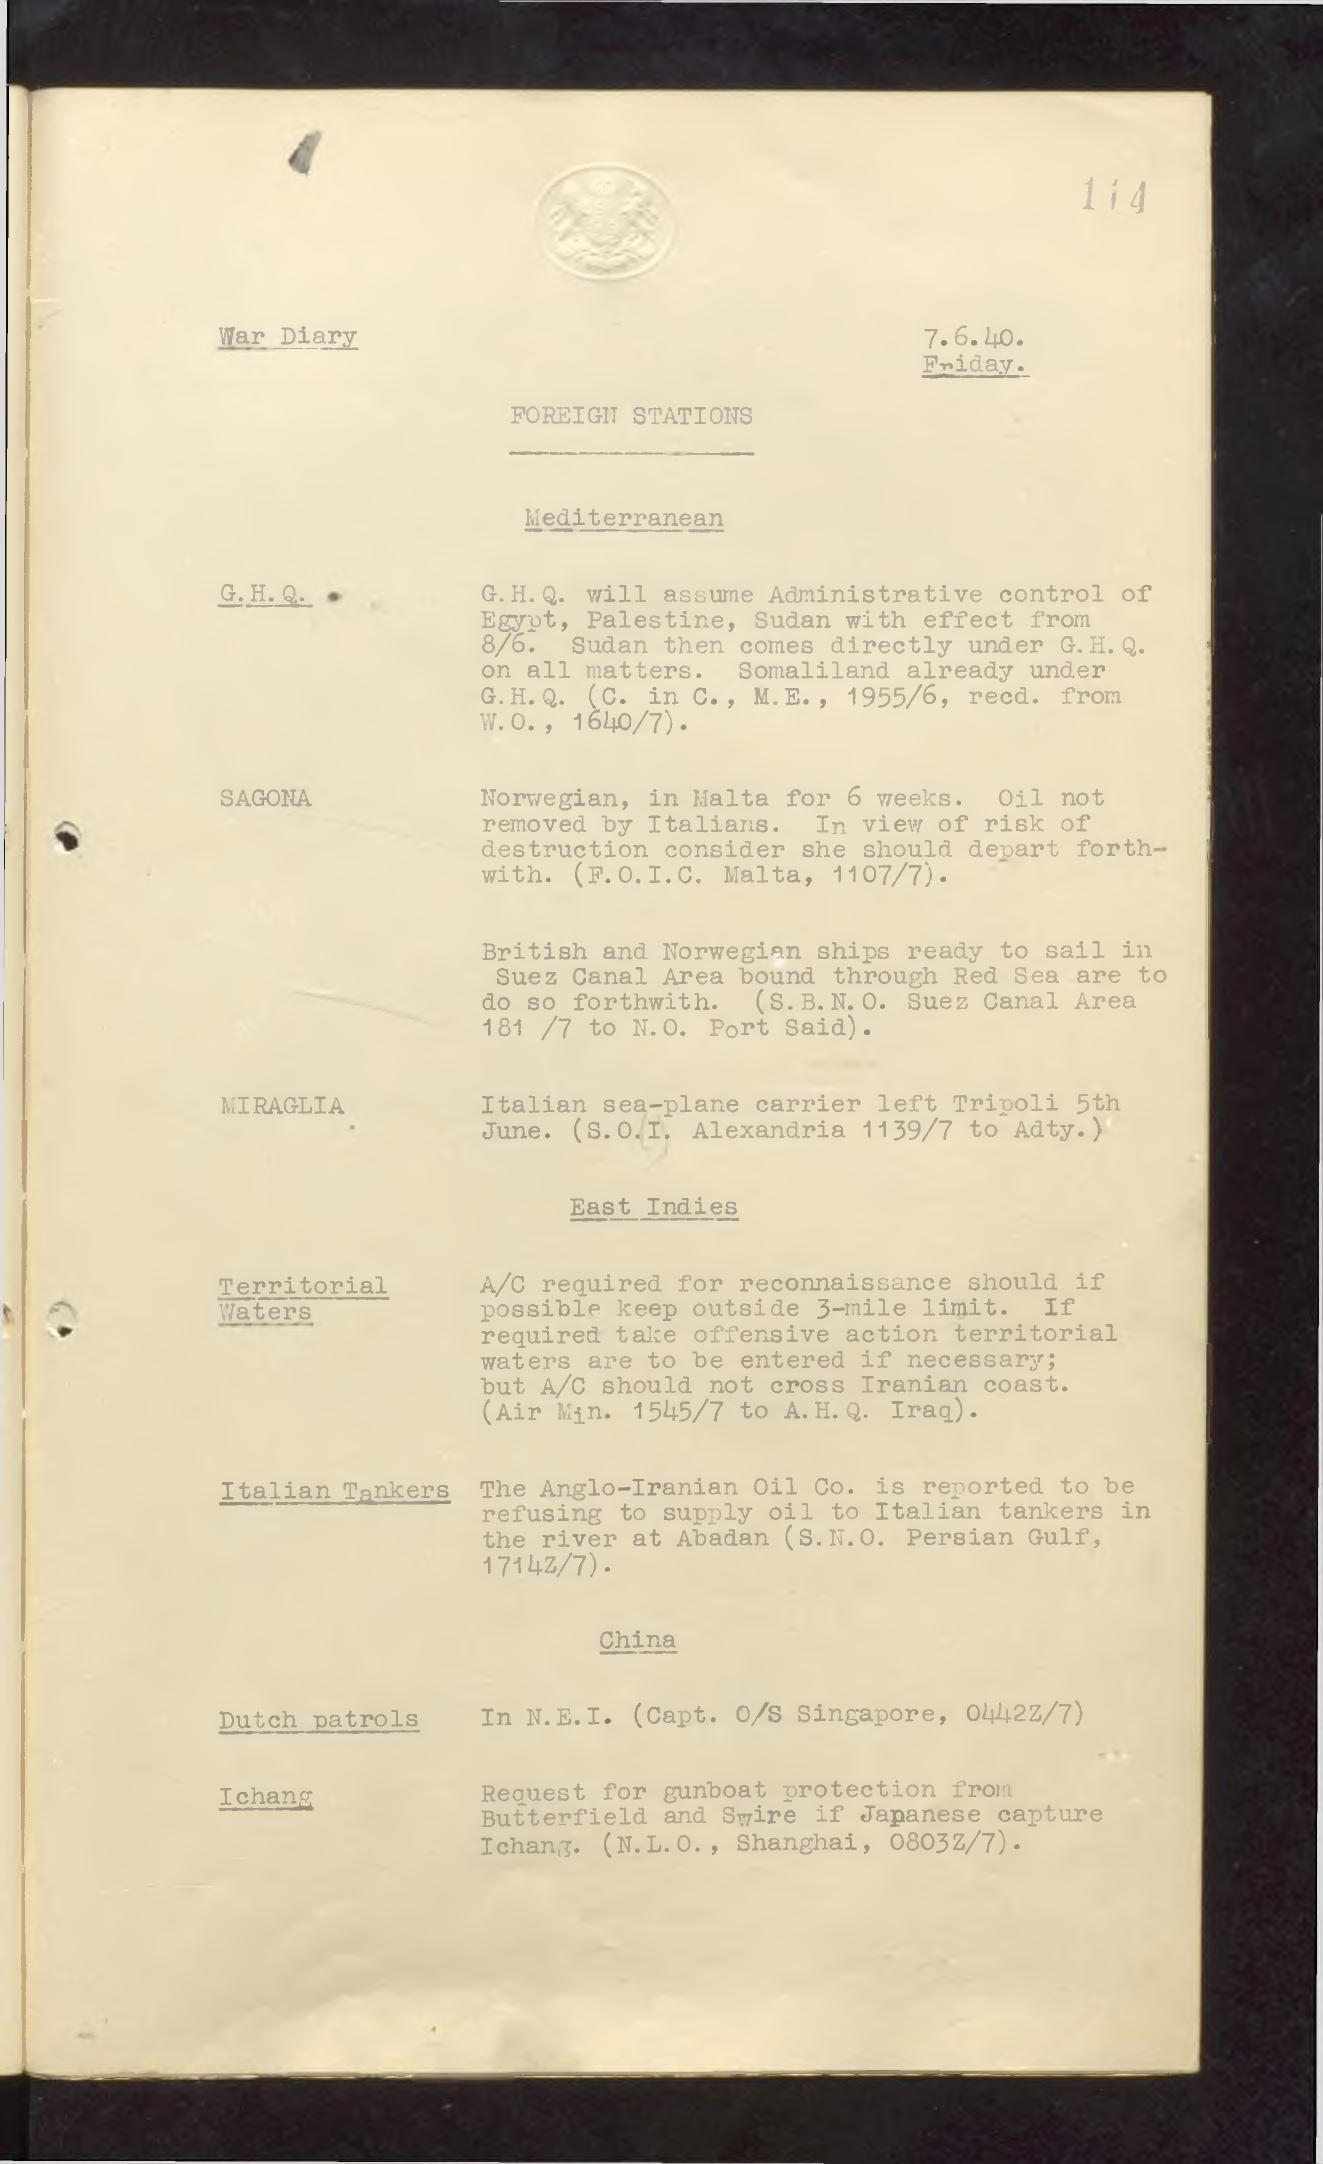 114
War Diary
7.6.40.
Friday.
FOREIGN STATIONS
Mediterranean
G.H.Q.
G.H.Q. will assume Administrative control of
Egypt, Palestine, Sudan with effect from
8/6. Sudan then comes directly under G.H.Q.
on all matters. Somaliland already under
G.H.Q. (C. in C., M.E., 1955/6, recd. from
W.O., 1640/7).
SAGONA
Norwegian, in Malta for 6 weeks. Oil not
removed by Italians. In view of risk of
destruction consider she should depart forth-
with. (F.O.I.C. Malta, 1107/7).
British and Norwegian ships ready to sail in
Suez Canal Area bound through Red Sea are to
do so forthwith. (S.B.N.O. Suez Canal Area
181 /7 to N.O. Port Said).
MIRAGLIA
Italian sea-plane carrier left Tripoli 5th
June. (S.O.I. Alexandria 1139/7 to Adty.)
East Indies
Territorial
Waters
A/C required for reconnaissance should if
possible keep outside 3-mile limit. If
required take offensive action territorial
waters are to be entered if necessary;
but A/C should not cross Iranian coast.
(Air Min. 1545/7 to A.H.Q. Iraq).
Italian Tankers
The Anglo-Iranian Oil Co. is reported to be
refusing to supply oil to Italian tankers in
the river at Abadan (S.N.O. Persian Gulf,
1714Z/7).
China
Dutch patrols
In N.E.I. (Capt. O/S Singapore, 0442Z/7)
Ichang
Request for gunboat protection from
Butterfield and Swire if Japanese capture
Ichang. (N.L.O., Shanghai, 0803Z/7).